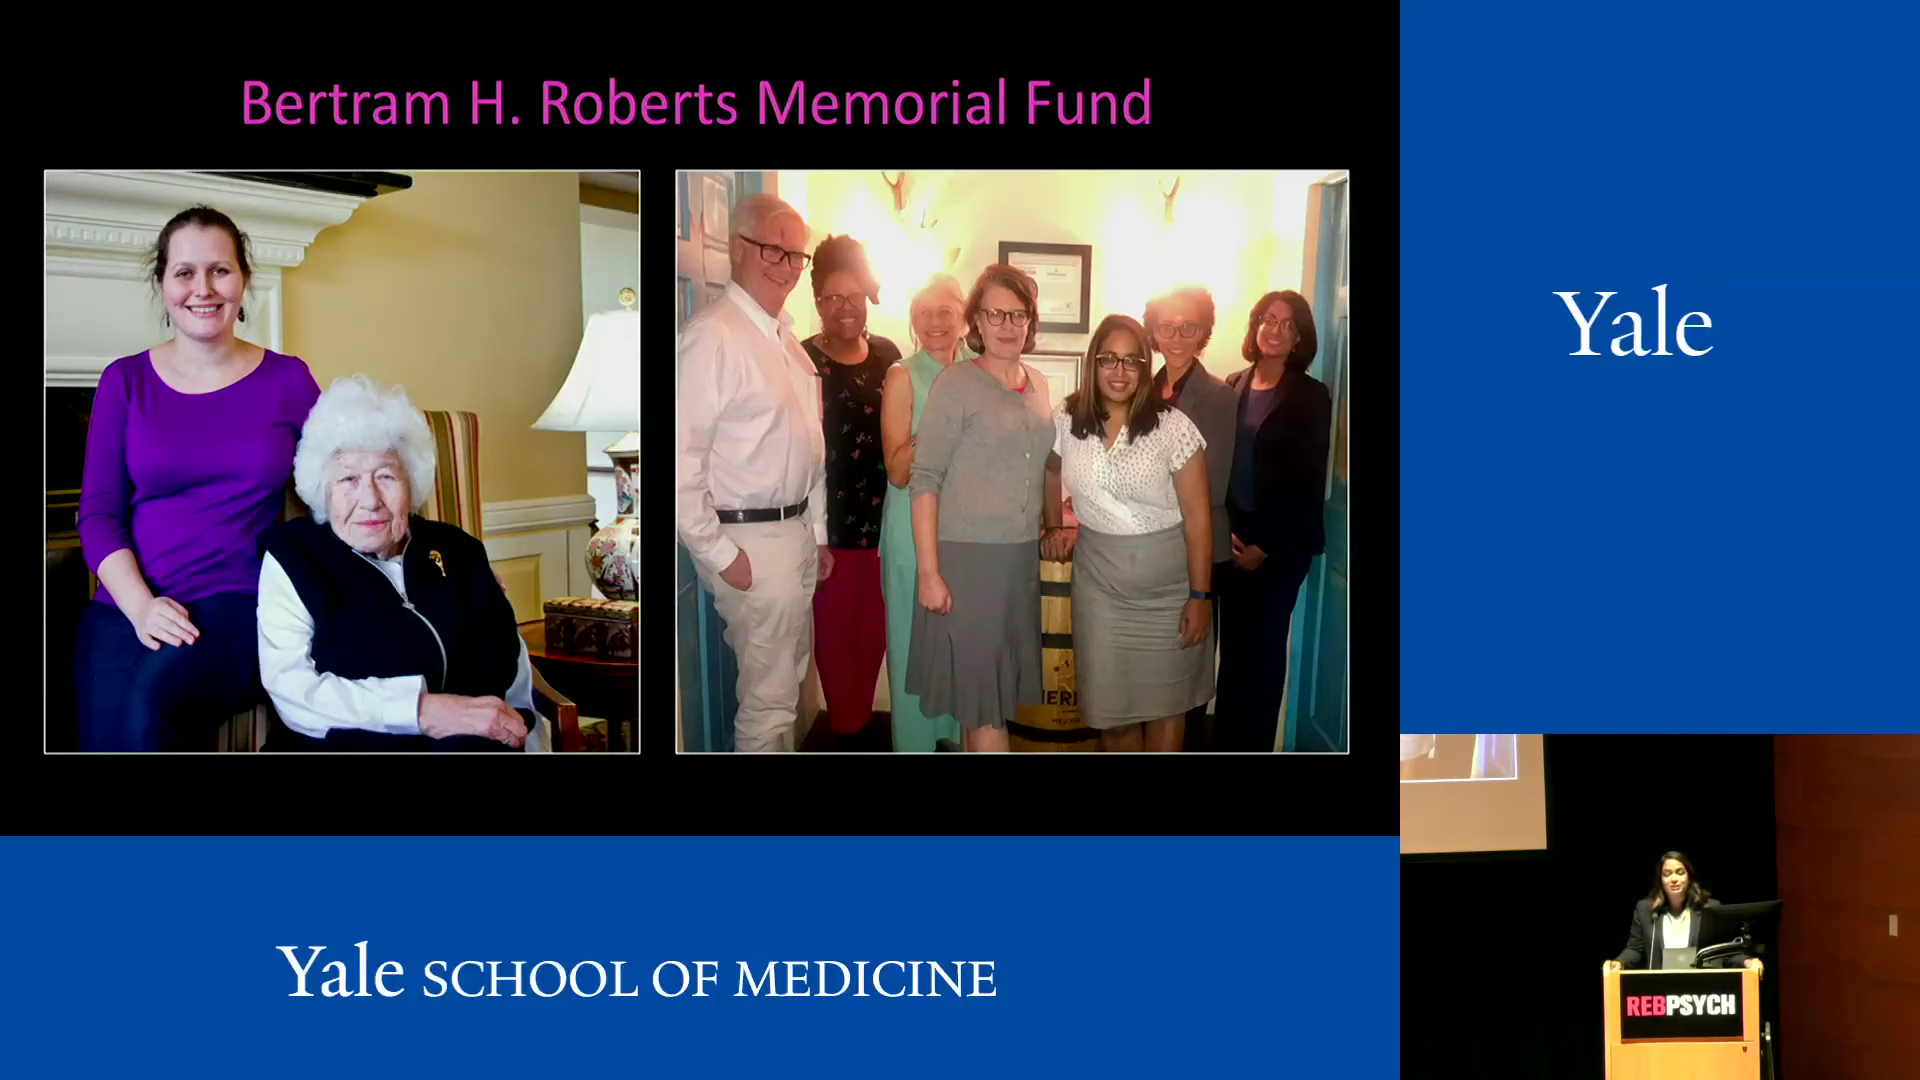 Bertram H. Roberts Memorial Fund
Yale
Yale SCHOOL OF MEDICINE
REBPSYCH